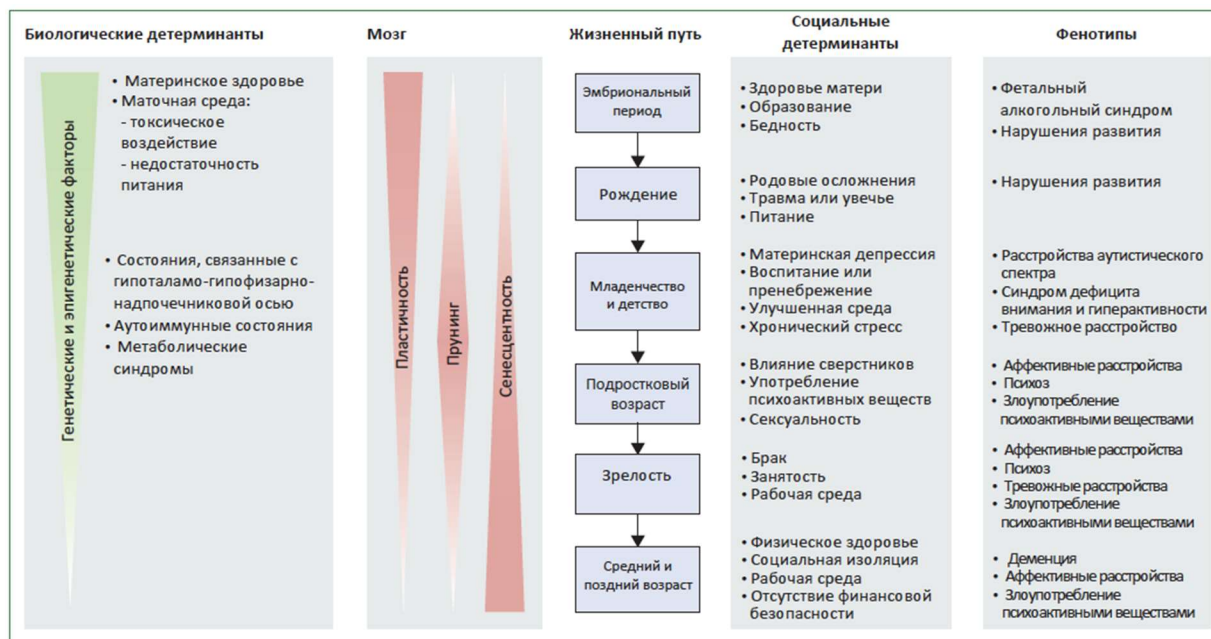 Биологические детерминанты
Мозг
Жизненный путь
Социальные
детерминанты
Фенотипы
Генетические и эпигенетические факторы
• Материнское здоровье
• Маточная среда:
- токсическое
воздействие
- недостаточность
питания
• Состояния, связанные с
гипоталамо-гипофизарно-
надпочечниковой осью
• Аутоиммунные состояния
• Метаболические
синдромы
Пластичность
Прунинг
Сенесцентность
Эмбриональный
период
Рождение
Младенчество
и детство
Подростковый
возраст
Зрелость
Средний и
поздний возраст
• Здоровье матери
• Образование
• Бедность
• Родовые осложнения
• Травма или увечье
• Питание
• Материнская депрессия
• Воспитание или
пренебрежение
• Улучшенная среда
• Хронический стресс
• Влияние сверстников
• Употребление
психоактивных веществ
• Сексуальность
• Брак
• Занятость
• Рабочая среда
• Физическое здоровье
• Социальная изоляция
• Рабочая среда
• Отсутствие финансовой
безопасности
• Фетальный
алкогольный синдром
• Нарушения развития
• Нарушения развития
• Расстройства аутистического
спектра
• Синдром дефицита
внимания и гиперактивности
• Тревожное расстройство
• Аффективные расстройства
• Психоз
• Злоупотребление
психоактивными веществами
• Аффективные расстройства
• Психоз
• Тревожные расстройства
• Злоупотребление
психоактивными веществами
• Деменция
• Аффективные расстройства
• Злоупотребление
психоактивными веществами